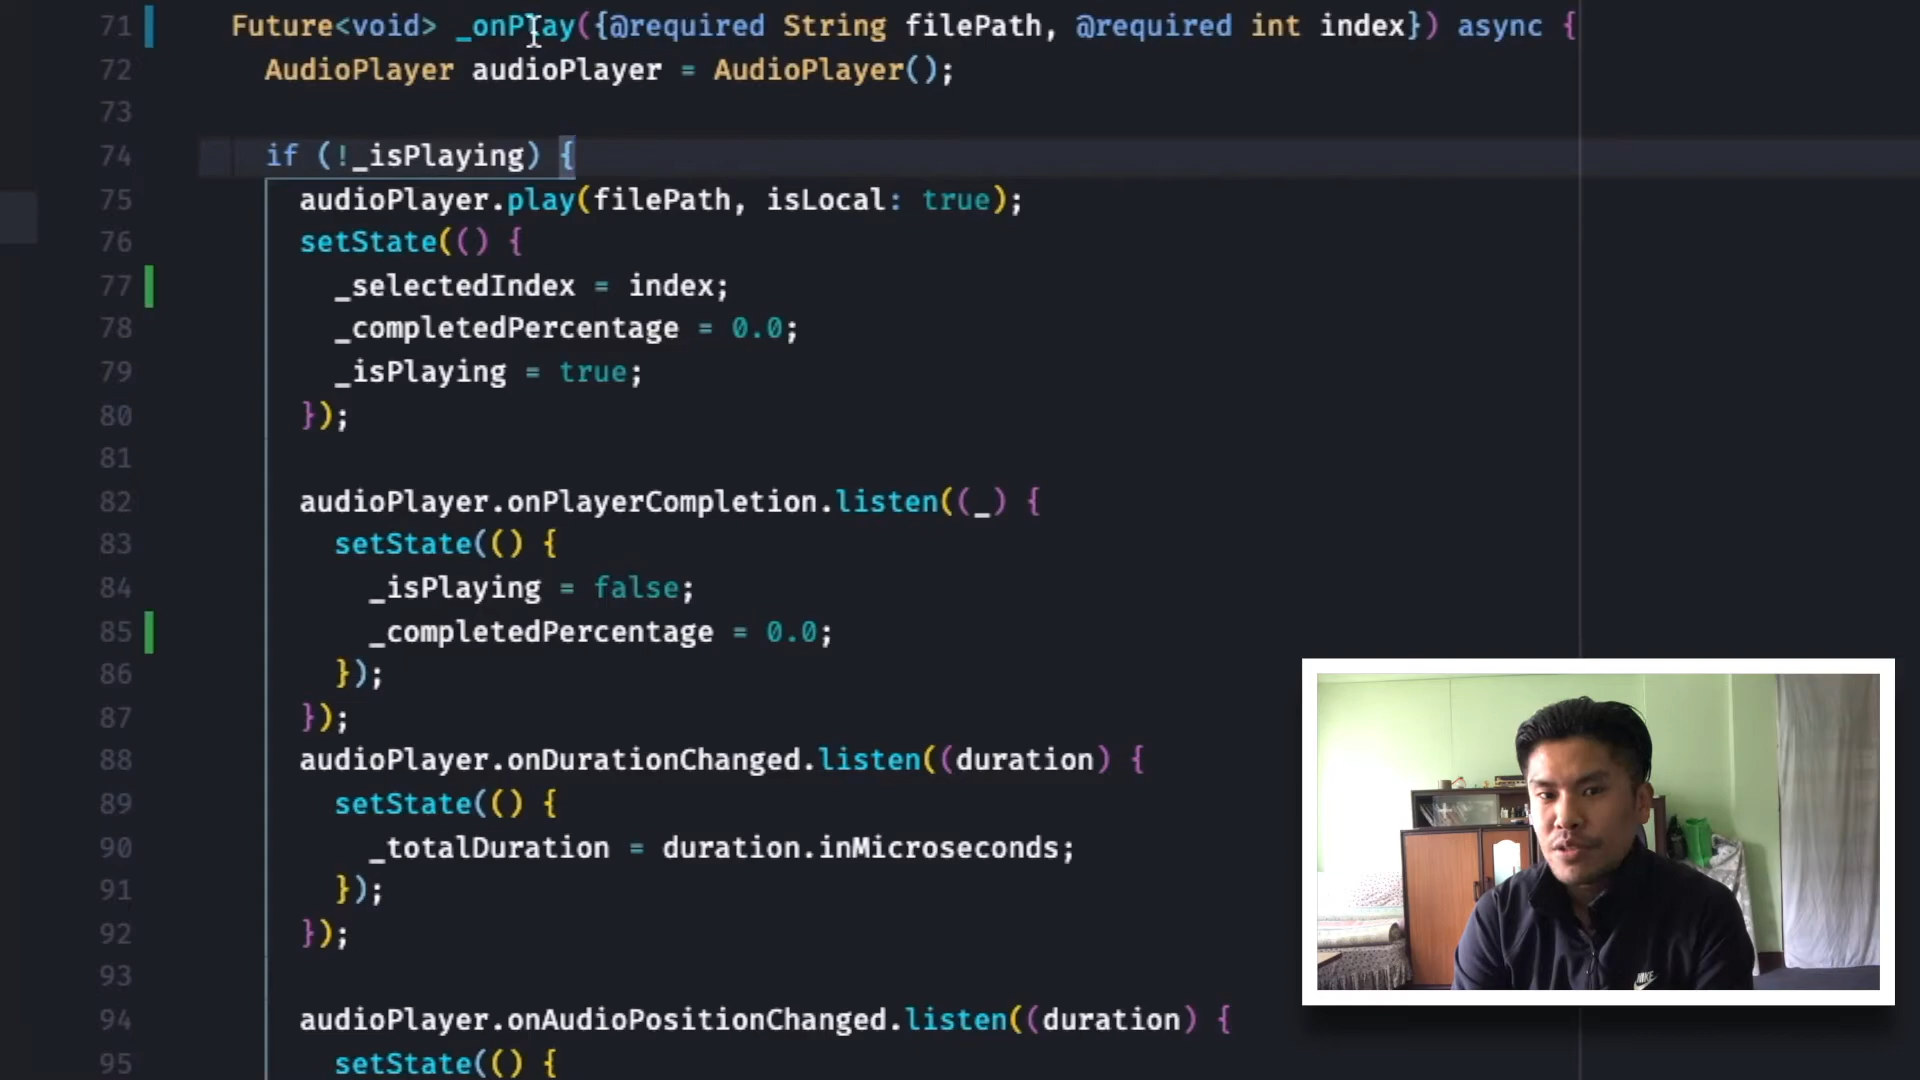 71 Future<void> _onPlay({@required String filePath, @required int index}) async {
72 AudioPlayer audioPlayer = AudioPlayer();
73
74 if (!_isPlaying) {
75 audioPlayer.play(filePath, isLocal: true);
76 setState(() {
77 _selectedIndex = index;
78 _completedPercentage = 0.0;
79 _isPlaying = true;
80 });
81
82 audioPlayer.onPlayerCompletion.listen((_) {
83 setState(() {
84 _isPlaying = false;
85 _completedPercentage = 0.0;
86 });
87 });
88 audioPlayer.onDurationChanged.listen((duration) {
89 setState(() {
90 _totalDuration = duration.inMicroseconds;
91 });
92 });
93
94 audioPlayer.onAudioPositionChanged.listen((duration) {
95 setState(() {
NIKE